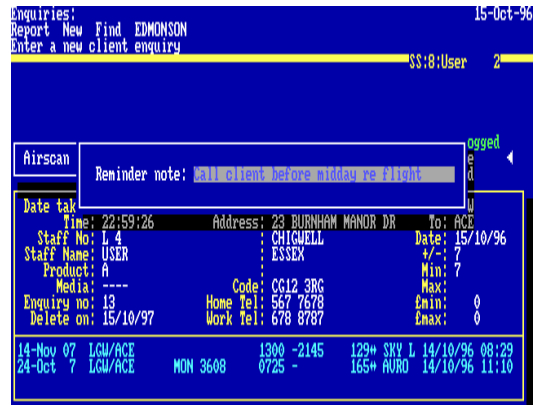 Enquiries: 15-Oct-96
Report New Find EDMONSON
Enter a new client enquiry
SS:8:User 2
ogged
Airscan e
Reminder note: Call client before midday re flight d
Date tak W
Time: 22:59:26 Address: 23 BURNHAM MANOR DR To: ACE
Staff No: L 4 : CHIGWELL Date: 15/10/96
Staff Name: USER : ESSEX +/-: 7
Product: A Min: 7
Media: ---- Code: CG12 3RG Max:
Enquiry no: 13 Home Tel: 567 7678 £min: 0
Delete on: 15/10/97 Work Tel: 678 8787 £max: 0
14-Nov 07 LGW/ACE 1300 -2145 129 SKY L 14/10/96 08:29
24-Oct 7 LGW/ACE MON 3608 0725 - 165 AURO 14/10/96 11:10